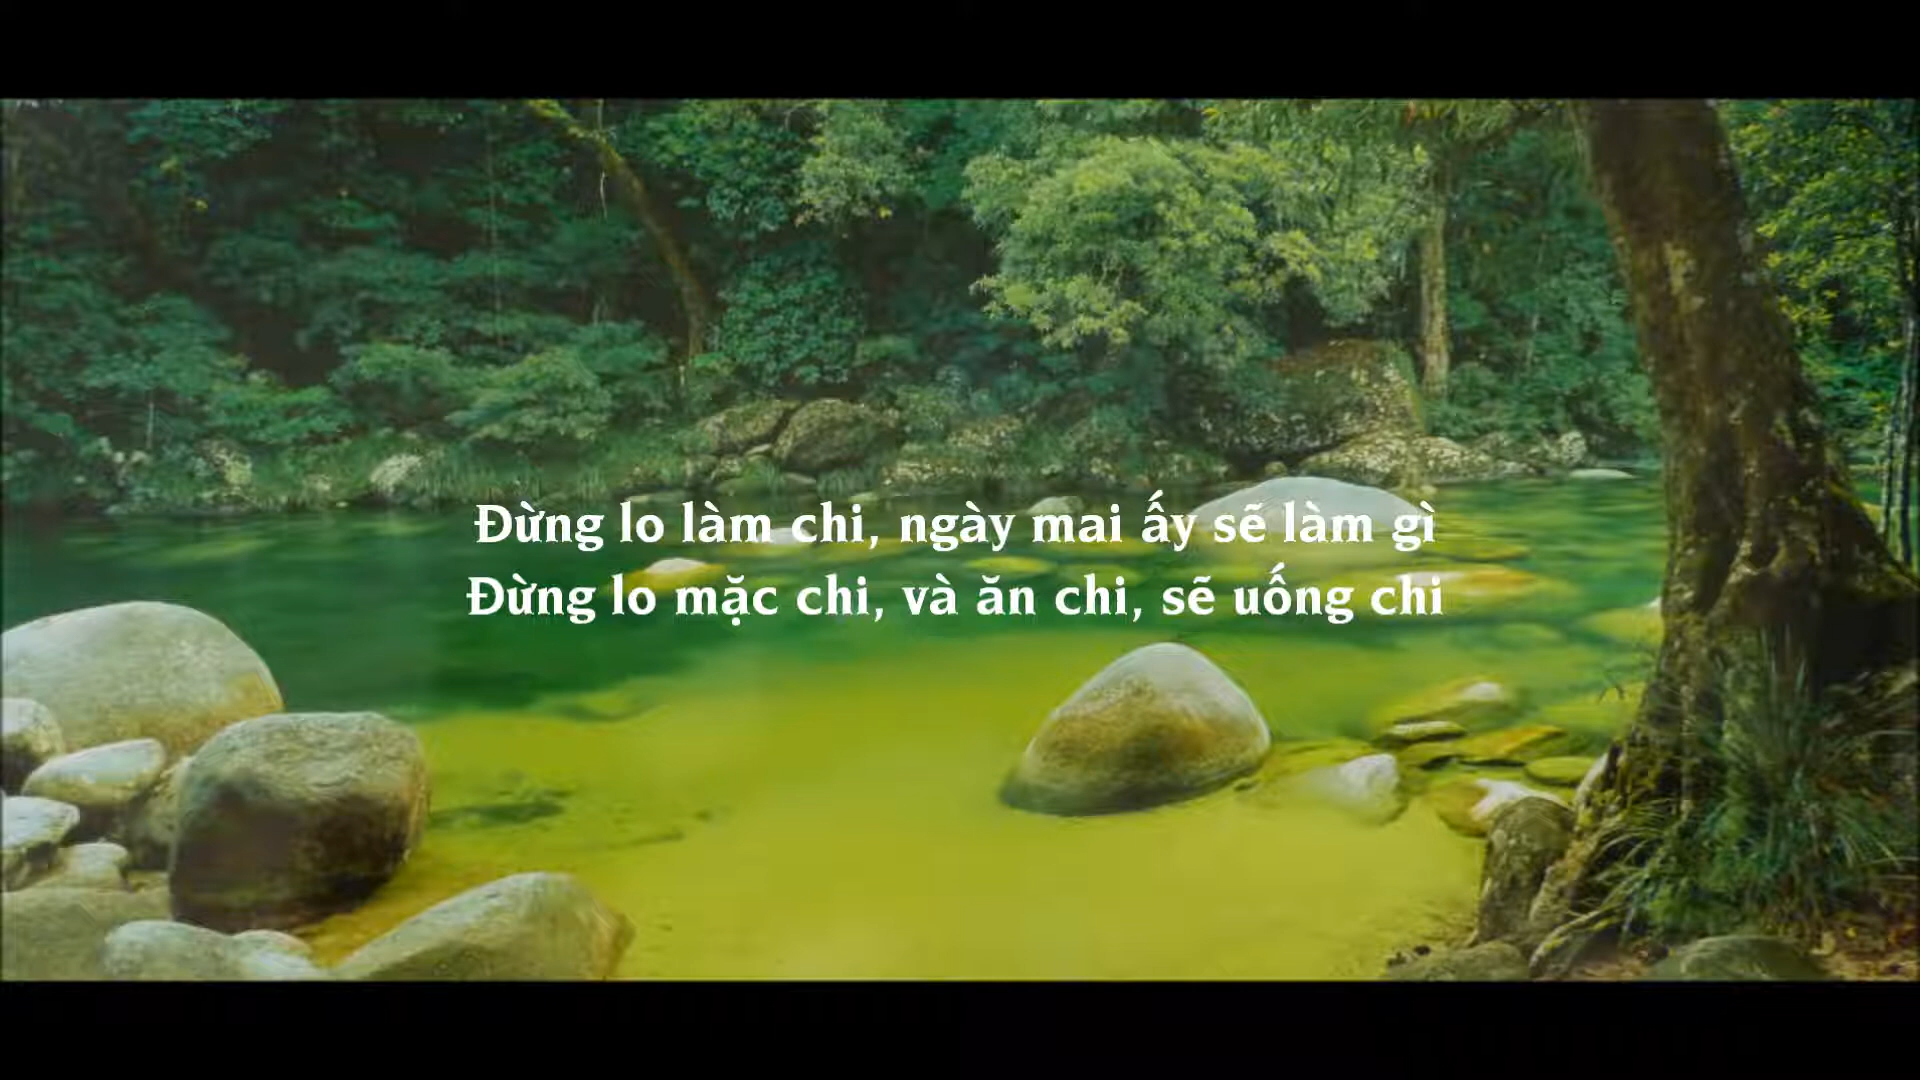 Đừng lo làm chi, ngày mai ấy sẽ làm gì
Đừng lo mặc chi, và ăn chi, sẽ uống chi